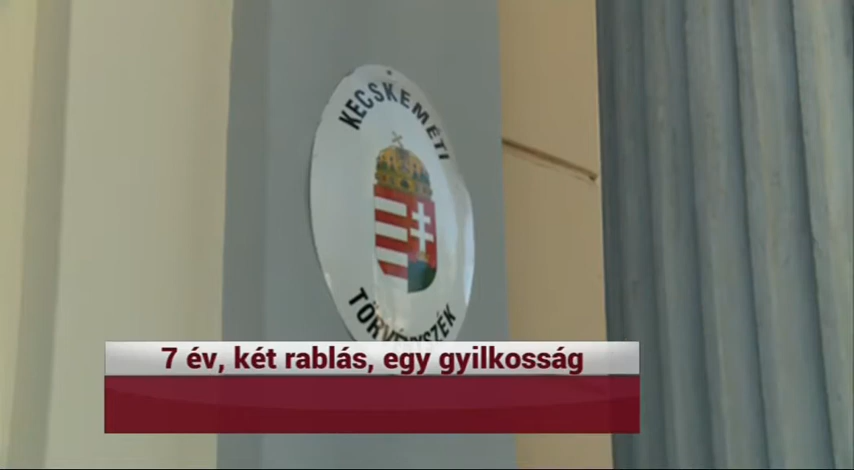 KECSKEMÉTI
TÖRVÉNYSZÉK
7 év, két rablás, egy gyilkosság